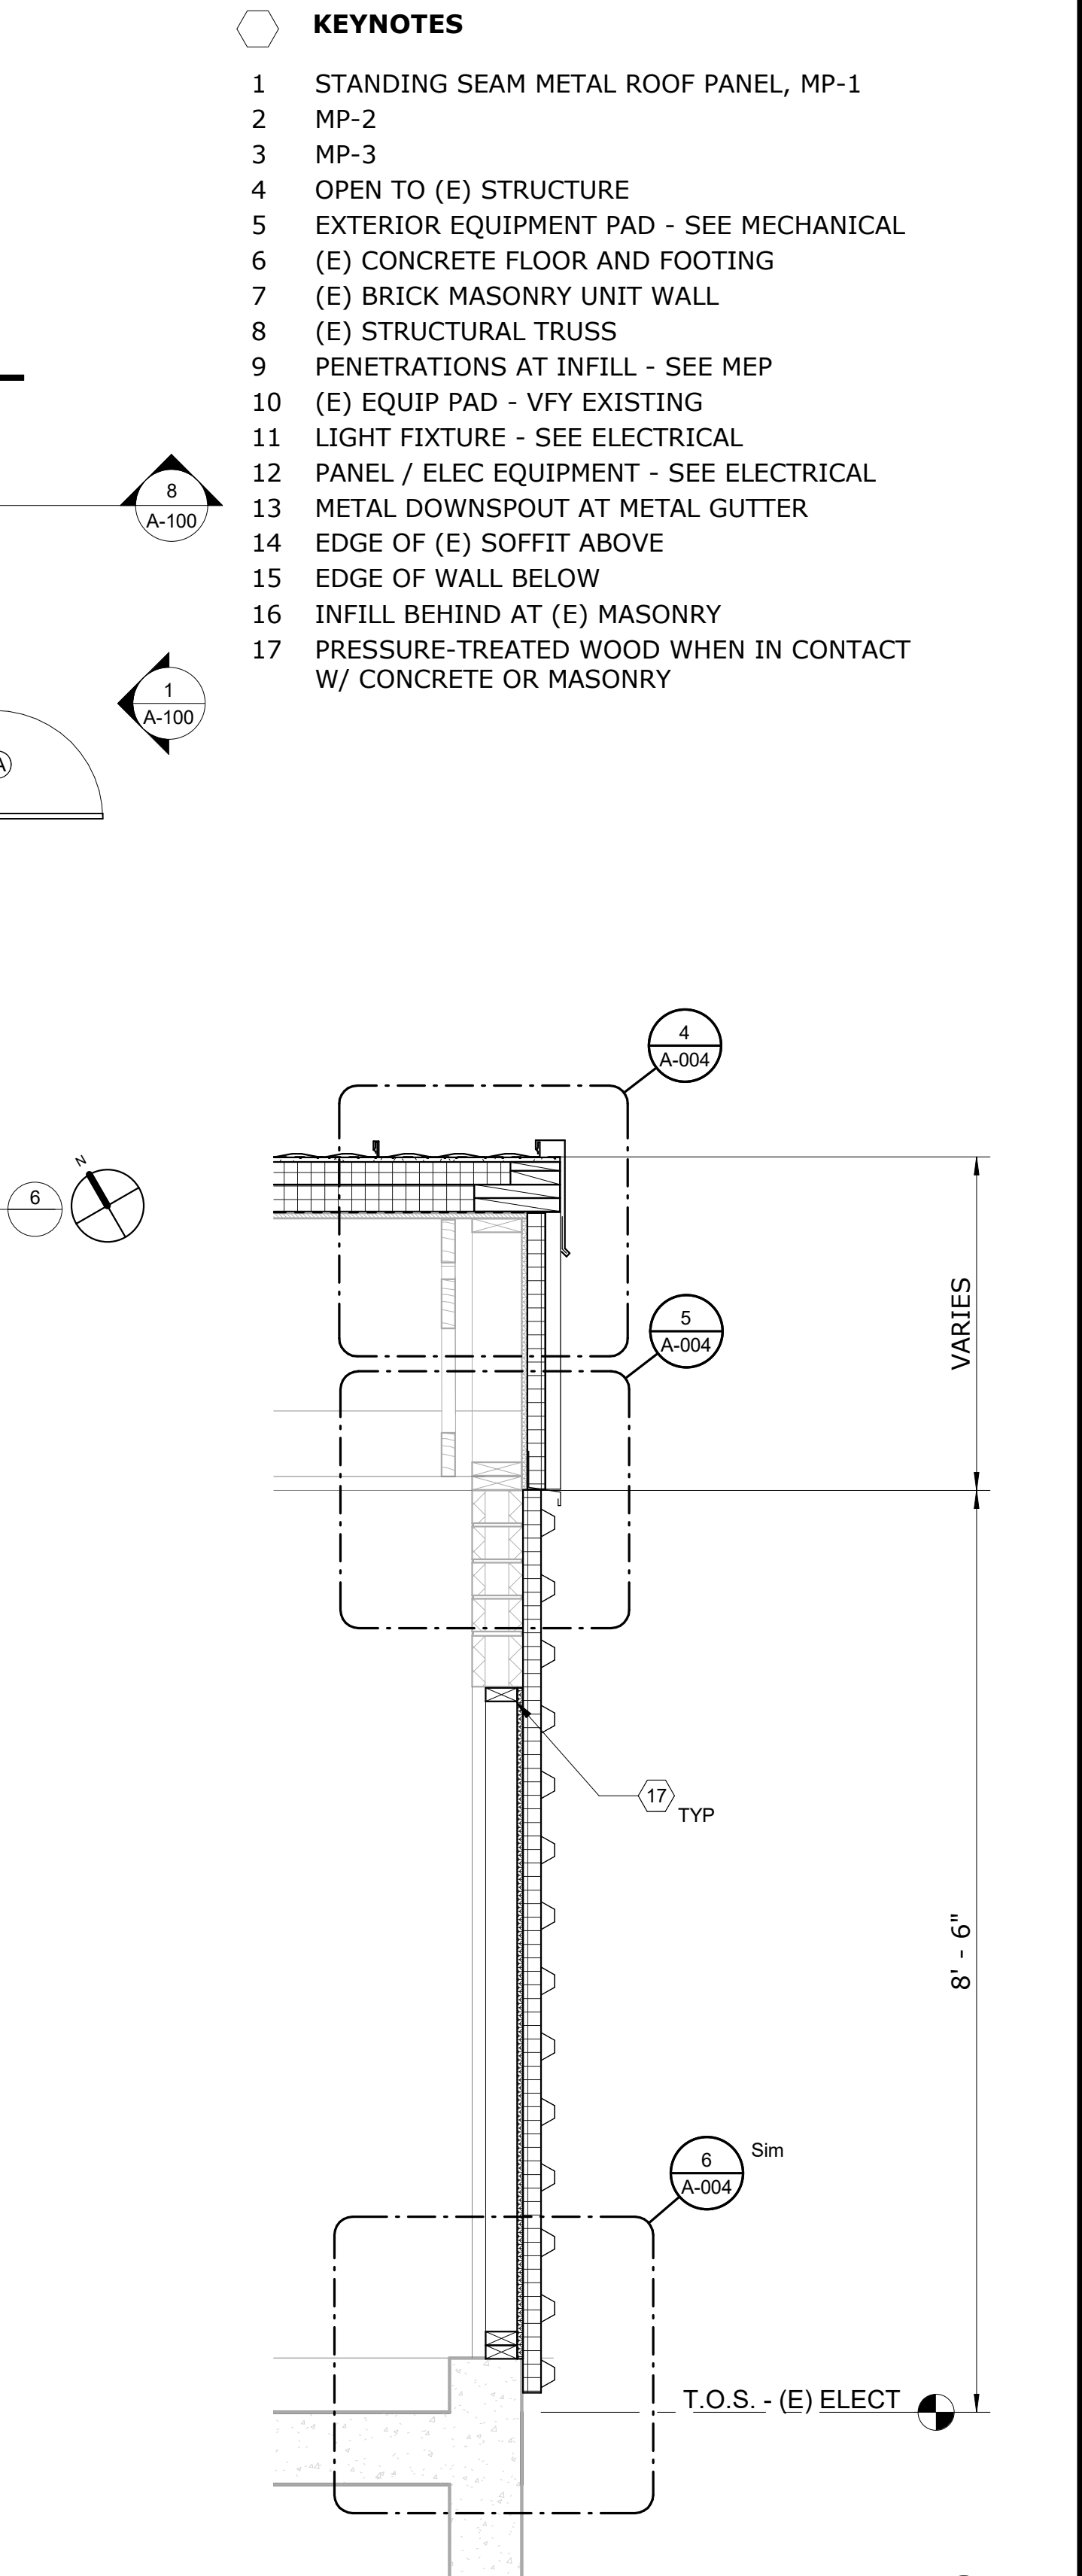 KEYNOTES
1 STANDING SEAM METAL ROOF PANEL, MP-1
2 MP-2
3 MP-3
4 OPEN TO (E) STRUCTURE
5 EXTERIOR EQUIPMENT PAD - SEE MECHANICAL
6 (E) CONCRETE FLOOR AND FOOTING
7 (E) BRICK MASONRY UNIT WALL
8 (E) STRUCTURAL TRUSS
9 PENETRATIONS AT INFILL - SEE MEP
10 (E) EQUIP PAD - VFY EXISTING
11 LIGHT FIXTURE - SEE ELECTRICAL
12 PANEL / ELEC EQUIPMENT - SEE ELECTRICAL
13 METAL DOWNSPOUT AT METAL GUTTER
14 EDGE OF (E) SOFFIT ABOVE
15 EDGE OF WALL BELOW
16 INFILL BEHIND AT (E) MASONRY
17 PRESSURE-TREATED WOOD WHEN IN CONTACT
W/ CONCRETE OR MASONRY
8
A-100
1
A-100
A
4
A-004
N
6
5
A-004
VARIES
17
TYP
8' - 6"
6
A-004
Sim
T.O.S. - (E) ELECT